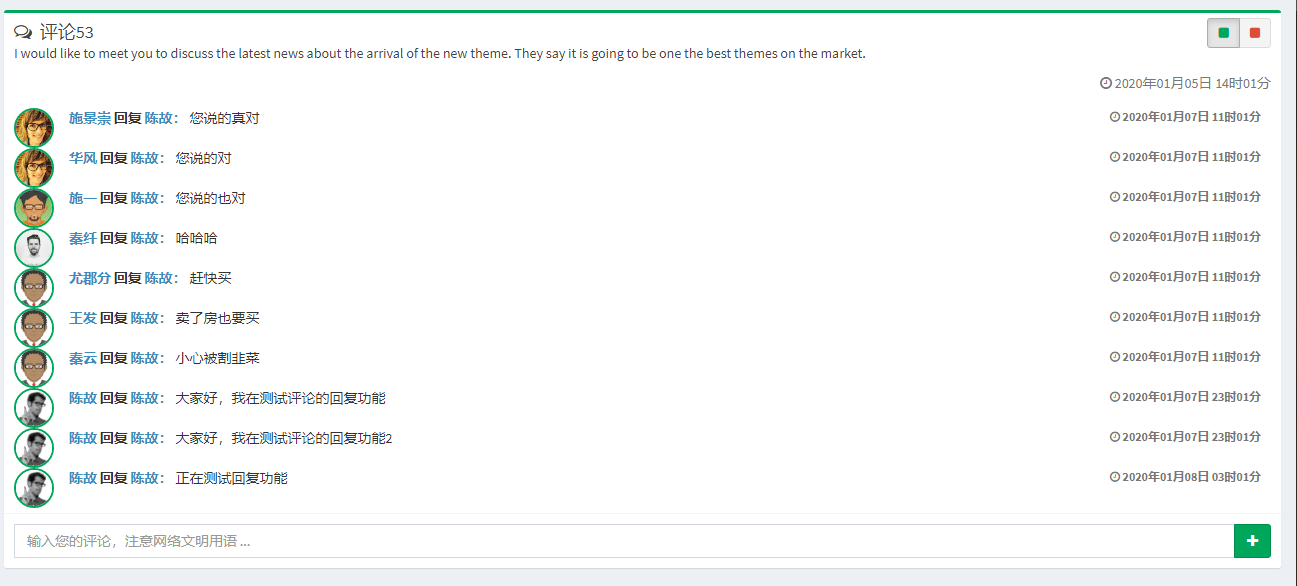 评论53
I would like to meet you to discuss the latest news about the arrival of the new theme. They say it is going to be one the best themes on the market.
2020年01月05日 14时01分
施景崇 回复 陈故： 您说的真对 2020年01月07日 11时01分
华风 回复 陈故： 您说的对 2020年01月07日 11时01分
施一 回复 陈故： 您说的也对 2020年01月07日 11时01分
秦纤 回复 陈故： 哈哈哈 2020年01月07日 11时01分
尤郡分 回复 陈故： 赶快买 2020年01月07日 11时01分
王发 回复 陈故： 卖了房也要买 2020年01月07日 11时01分
秦云 回复 陈故： 小心被割韭菜 2020年01月07日 11时01分
陈故 回复 陈故： 大家好，我在测试评论的回复功能 2020年01月07日 23时01分
陈故 回复 陈故： 大家好，我在测试评论的回复功能2 2020年01月07日 23时01分
陈故 回复 陈故： 正在测试回复功能 2020年01月08日 03时01分
输入您的评论，注意网络文明用语 ...